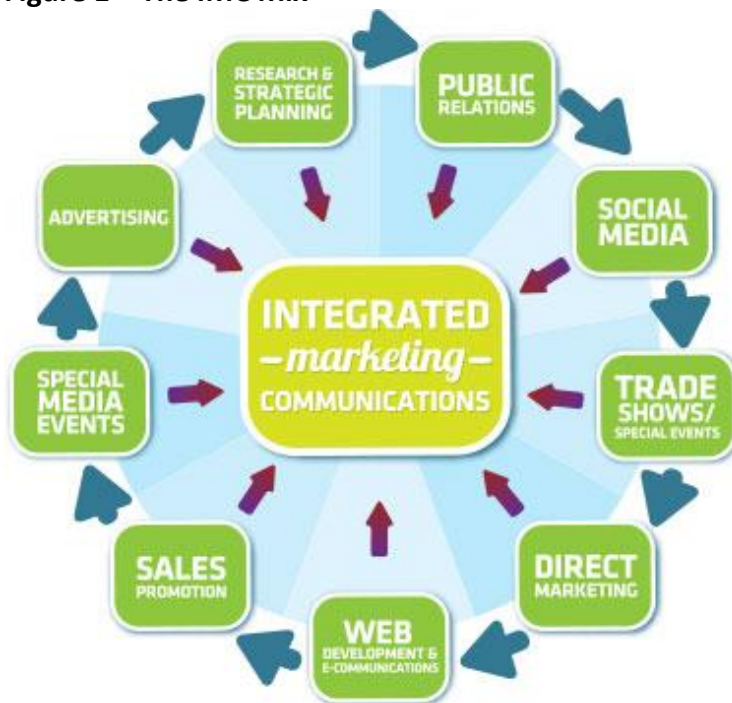 RESEARCH &
STRATEGIC
PLANNING
PUBLIC
RELATIONS
SOCIAL
MEDIA
TRADE
SHOWS/
SPECIAL EVENTS
DIRECT
MARKETING
WEB
DEVELOPMENT &
E-COMMUNICATIONS
SALES
PROMOTION
SPECIAL
MEDIA
EVENTS
ADVERTISING
INTEGRATED
–marketing–
COMMUNICATIONS